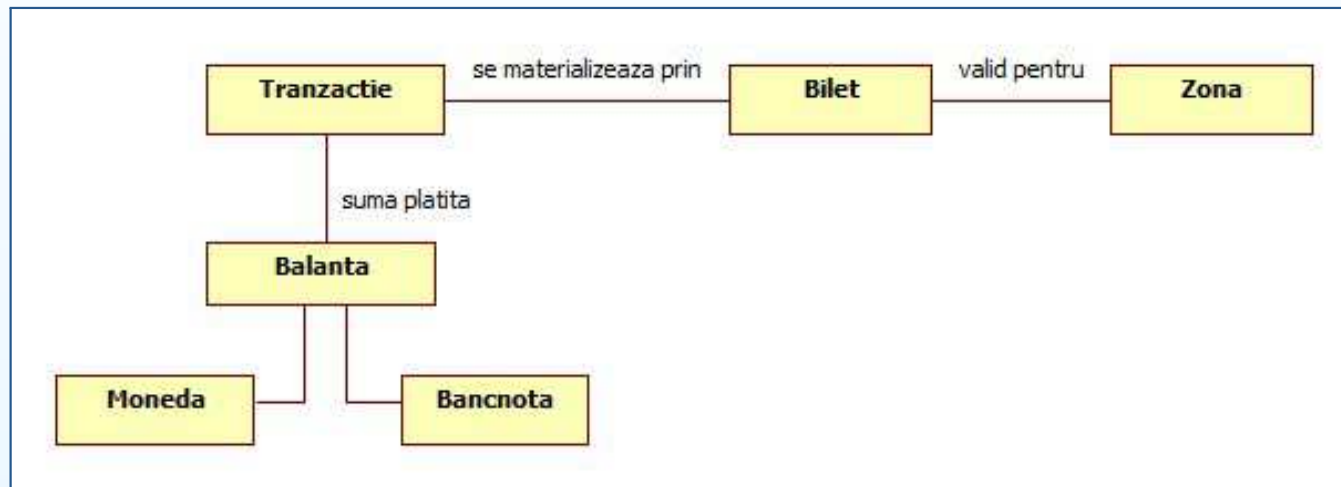 se materializeaza prin
valid pentru
Tranzactie
Bilet
Zona
suma platita
Balanta
Moneda
Bancnota